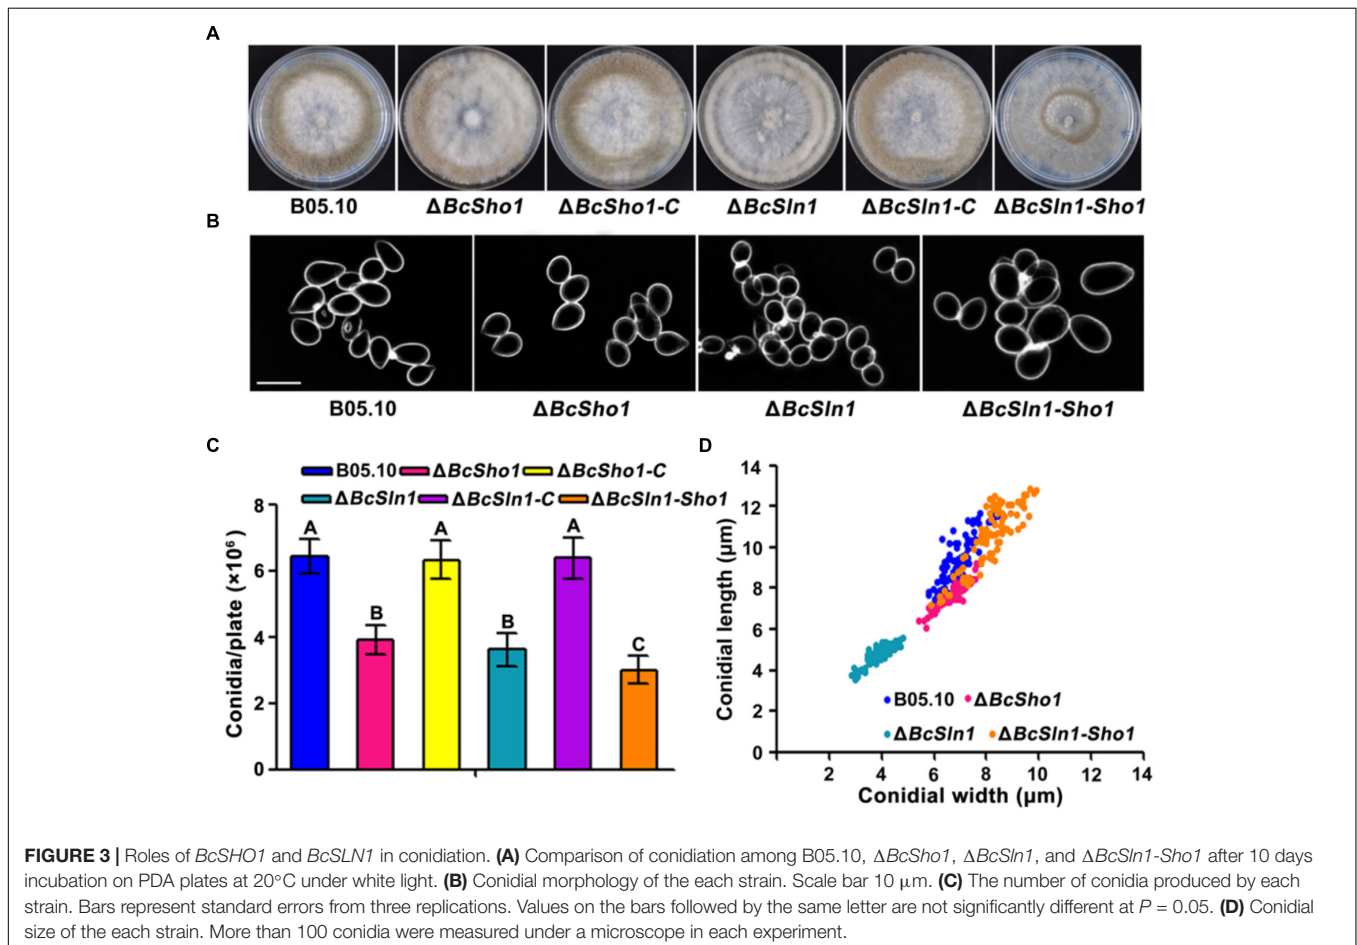 A
B05.10 ΔBcSho1 ΔBcSho1-C ΔBcSln1 ΔBcSln1-C ΔBcSln1-Sho1
B
B05.10 ΔBcSho1 ΔBcSln1 ΔBcSln1-Sho1
C
B05.10 ΔBcSho1 ΔBcSho1-C
ΔBcSln1 ΔBcSln1-C ΔBcSln1-Sho1
Conidia/plate (×10⁶)
8
6
4
2
0
A B A B A C
D
Conidial length (μm)
14
12
10
8
6
4
2
0
B05.10 ΔBcSho1
ΔBcSln1 ΔBcSln1-Sho1
2 4 6 8 10 12 14
Conidial width (μm)
FIGURE 3 | Roles of BcSHO1 and BcSLN1 in conidiation. (A) Comparison of conidiation among B05.10, ΔBcSho1, ΔBcSln1, and ΔBcSln1-Sho1 after 10 days
incubation on PDA plates at 20°C under white light. (B) Conidial morphology of the each strain. Scale bar 10 μm. (C) The number of conidia produced by each
strain. Bars represent standard errors from three replications. Values on the bars followed by the same letter are not significantly different at P = 0.05. (D) Conidial
size of the each strain. More than 100 conidia were measured under a microscope in each experiment.